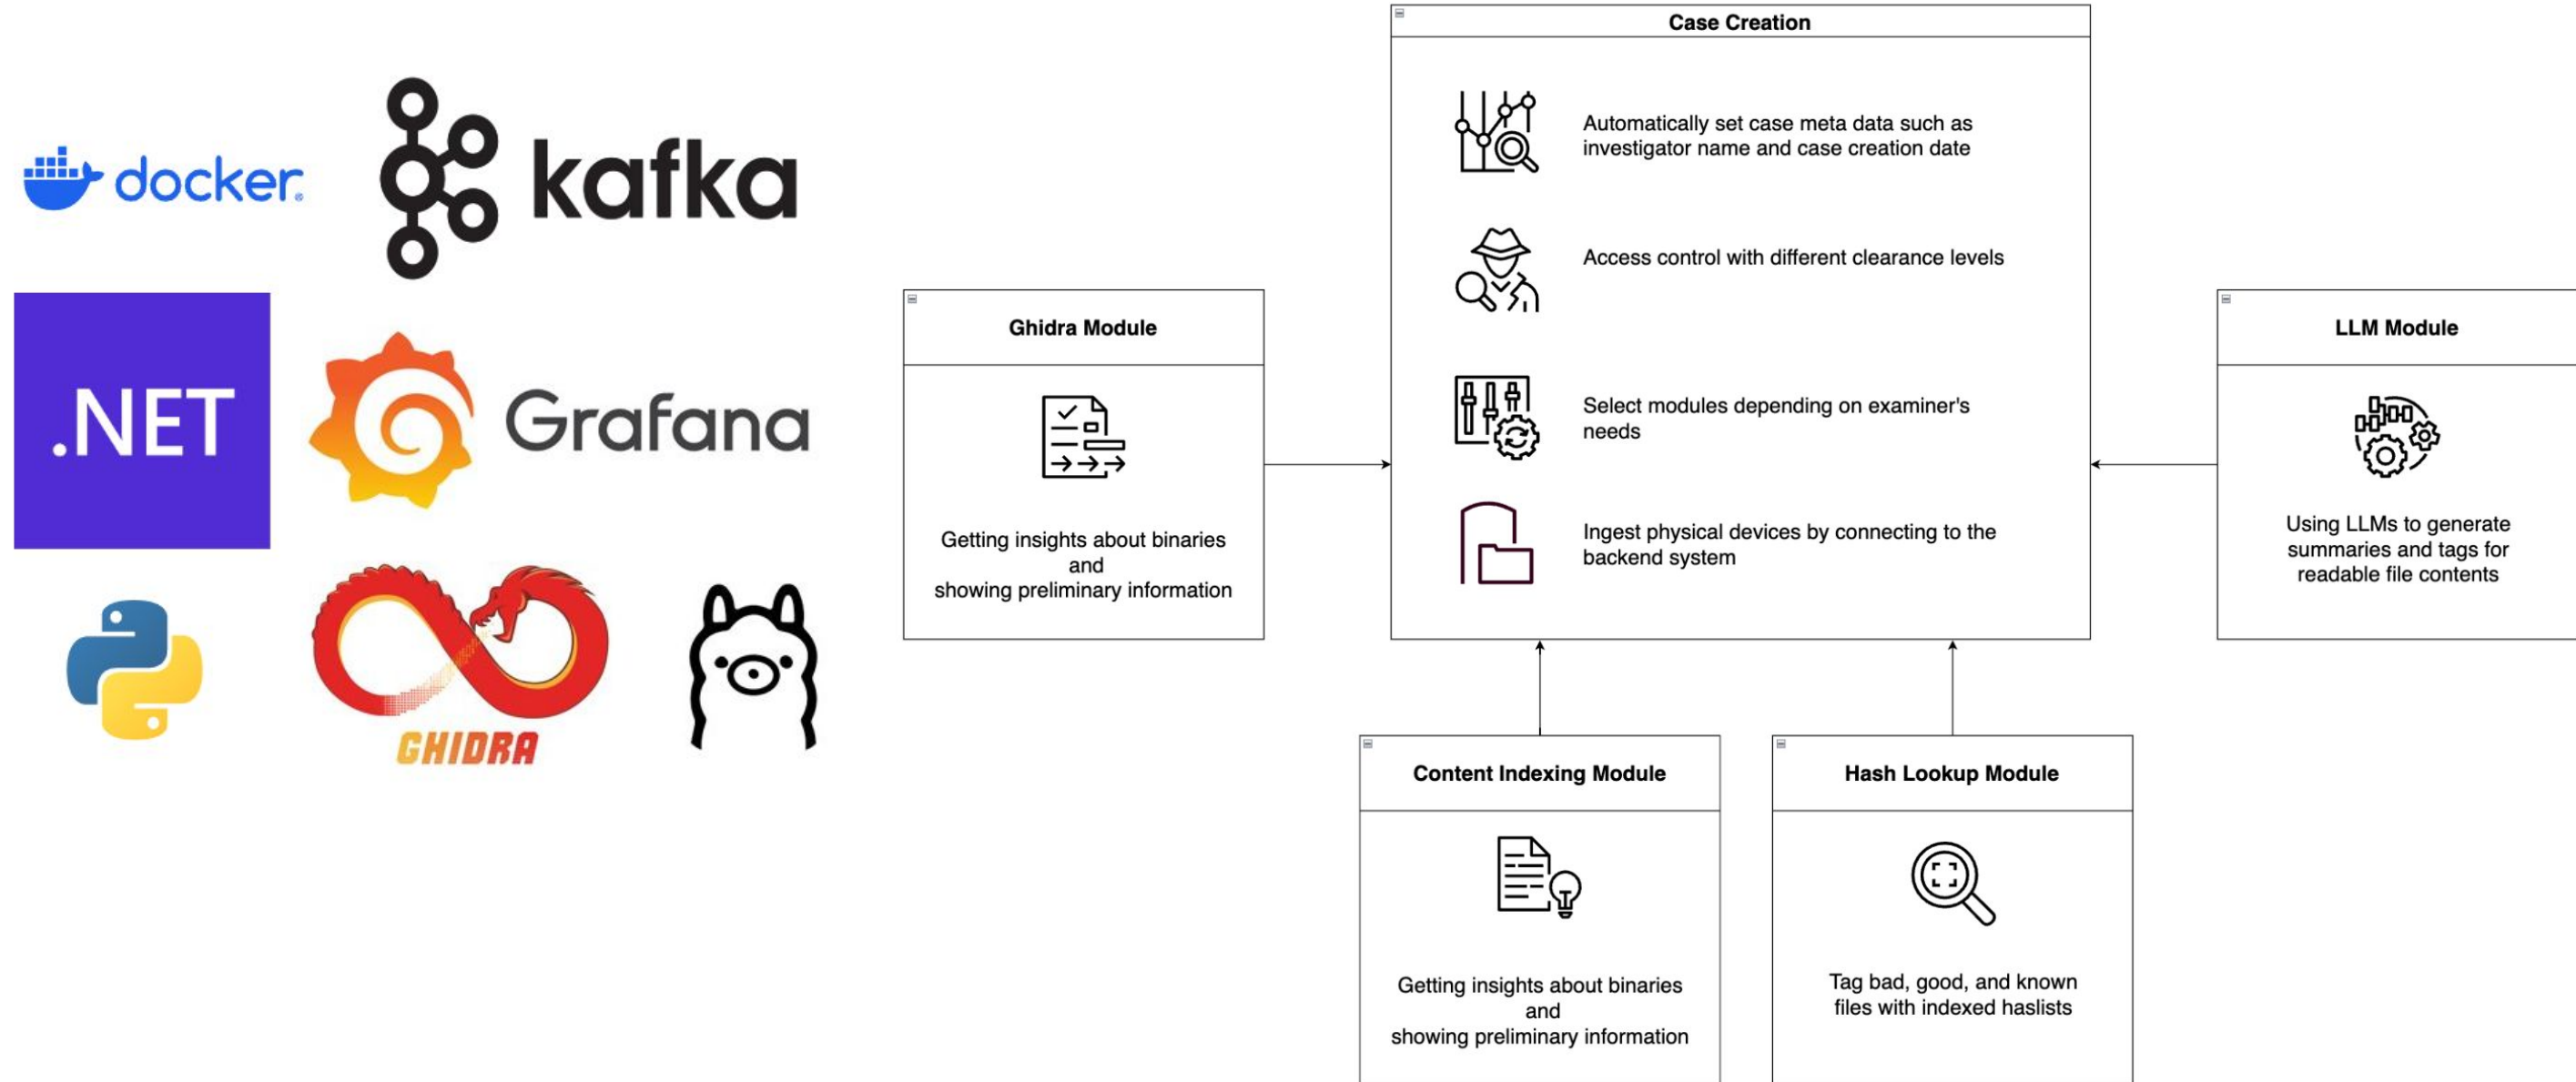 docker
kafka
.NET
Grafana
GHIDRA
Ghidra Module
Getting insights about binaries
and
showing preliminary information
Case Creation
Automatically set case meta data such as
investigator name and case creation date
Access control with different clearance levels
Select modules depending on examiner's
needs
Ingest physical devices by connecting to the
backend system
LLM Module
Using LLMs to generate
summaries and tags for
readable file contents
Content Indexing Module
Getting insights about binaries
and
showing preliminary information
Hash Lookup Module
Tag bad, good, and known
files with indexed haslists